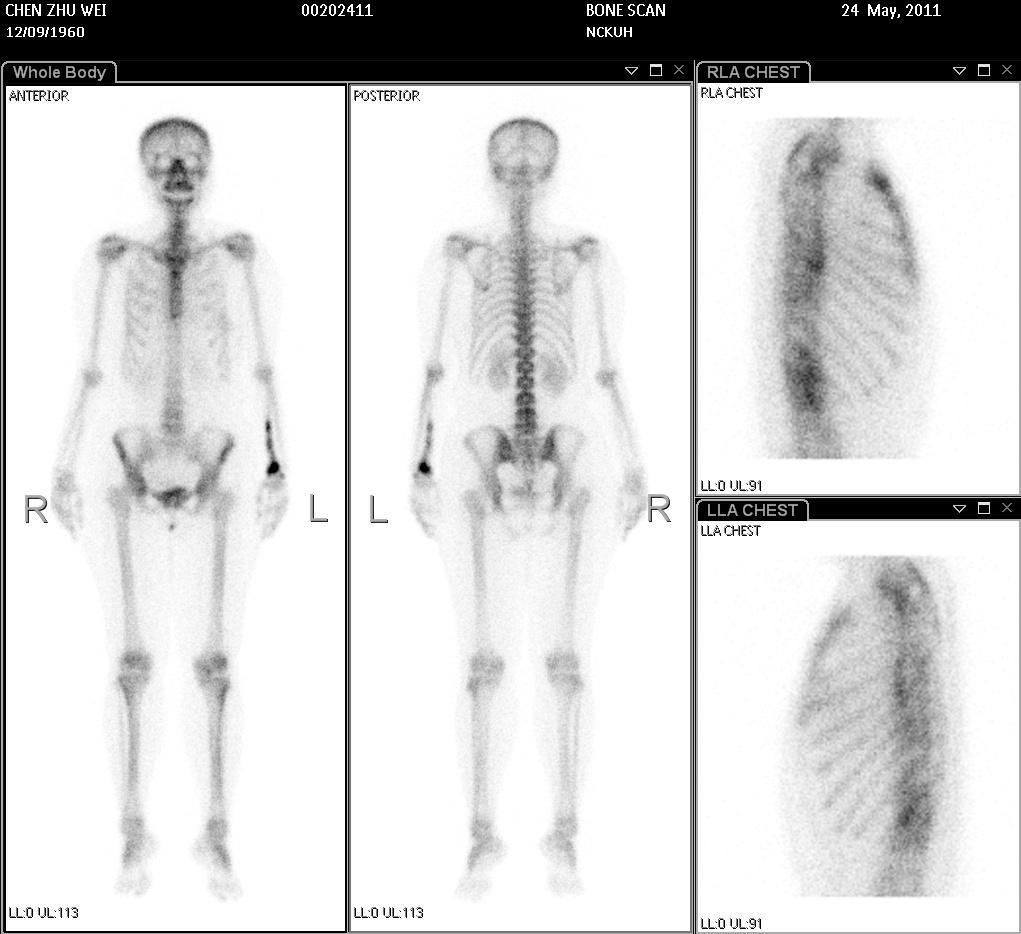 CHEN ZHU WEI 00202411 BONE SCAN 24 May, 2011
12/09/1960 NCKUH
Whole Body
ANTERIOR
R
L
LL:0 UL:113
POSTERIOR
L
R
LL:0 UL:113
RLA CHEST
RLA CHEST
LL:0 UL:91
LLA CHEST
LLA CHEST
LL:0 UL:91